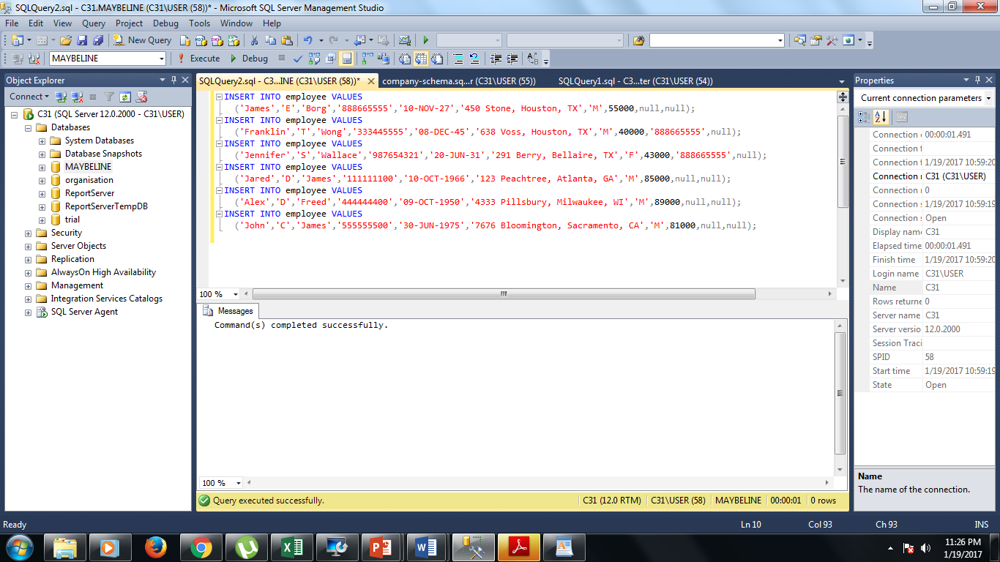 SQLQuery2.sql - C31.MAYBELINE (C31\USER (58))* - Microsoft SQL Server Management Studio
File Edit View Query Project Debug Tools Window Help
New Query
MAYBELINE Execute Debug
Object Explorer
Connect
C31 (SQL Server 12.0.2000 - C31\USER)
Databases
System Databases
Database Snapshots
MAYBELINE
organisation
ReportServer
ReportServerTempDB
trial
Security
Server Objects
Replication
AlwaysOn High Availability
Management
Integration Services Catalogs
SQL Server Agent
SQLQuery2.sql - C3...INE (C31\USER (58))* company-schema.sq...r (C31\USER (55)) SQLQuery1.sql - C3...ter (C31\USER (54))
INSERT INTO employee VALUES
('James','E','Borg','888665555','10-NOV-27','450 Stone, Houston, TX','M',55000,null,null);
INSERT INTO employee VALUES
('Franklin','T','Wong','333445555','08-DEC-45','638 Voss, Houston, TX','M',40000,'888665555',null);
INSERT INTO employee VALUES
('Jennifer','S','Wallace','987654321','20-JUN-31','291 Berry, Bellaire, TX','F',43000,'888665555',null);
INSERT INTO employee VALUES
('Jared','D','James','111111100','10-OCT-1966','123 Peachtree, Atlanta, GA','M',85000,null,null);
INSERT INTO employee VALUES
('Alex','D','Freed','444444400','09-OCT-1950','4333 Pillsbury, Milwaukee, WI','M',89000,null,null);
INSERT INTO employee VALUES
('John','C','James','555555500','30-JUN-1975','7676 Bloomington, Sacramento, CA','M',81000,null,null);
100 %
Messages
Command(s) completed successfully.
100 %
Query executed successfully. C31 (12.0 RTM) C31\USER (58) MAYBELINE 00:00:01 0 rows
Properties
Current connection parameters
Connection 00:00:01.491
Connection f
Connection f 1/19/2017 10:59:20
Connection r C31 (C31\USER)
Connection r 0
Connection s 1/19/2017 10:59:19
Connection s Open
Display name C31
Elapsed time 00:00:01.491
Finish time 1/19/2017 10:59:20
Login name C31\USER
Name C31
Rows returne 0
Server name C31
Server versio 12.0.2000
Session Traci
SPID 58
Start time 1/19/2017 10:59:19
State Open
Name
The name of the connection.
Ready Ln 10 Col 93 Ch 93 INS
11:26 PM
1/19/2017